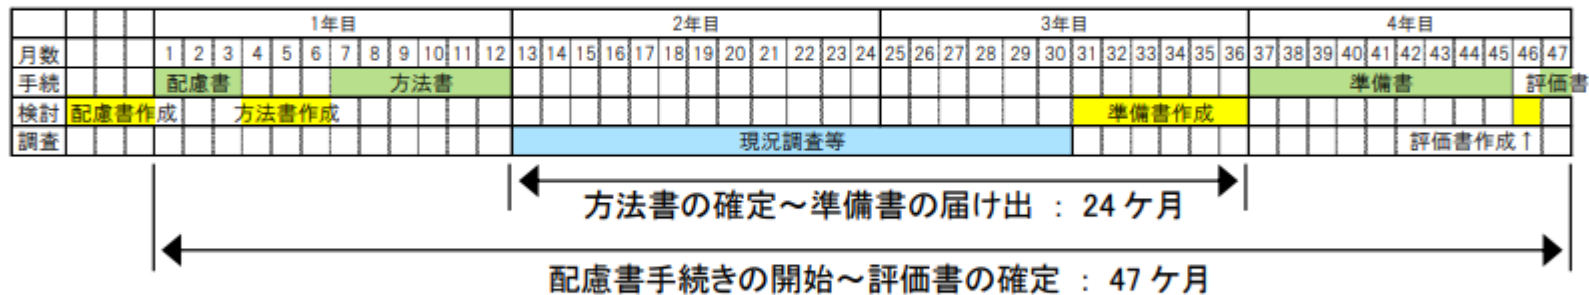 1年目 2年目 3年目 4年目
月数 1 2 3 4 5 6 7 8 9 10 11 12 13 14 15 16 17 18 19 20 21 22 23 24 25 26 27 28 29 30 31 32 33 34 35 36 37 38 39 40 41 42 43 44 45 46 47
手続 配慮書 方法書 準備書 評価書
検討 配慮書作成 方法書作成 準備書作成
調査 現況調査等 評価書作成↑
方法書の確定～準備書の届け出 : 24 ケ月
配慮書手続きの開始～評価書の確定 : 47 ケ月